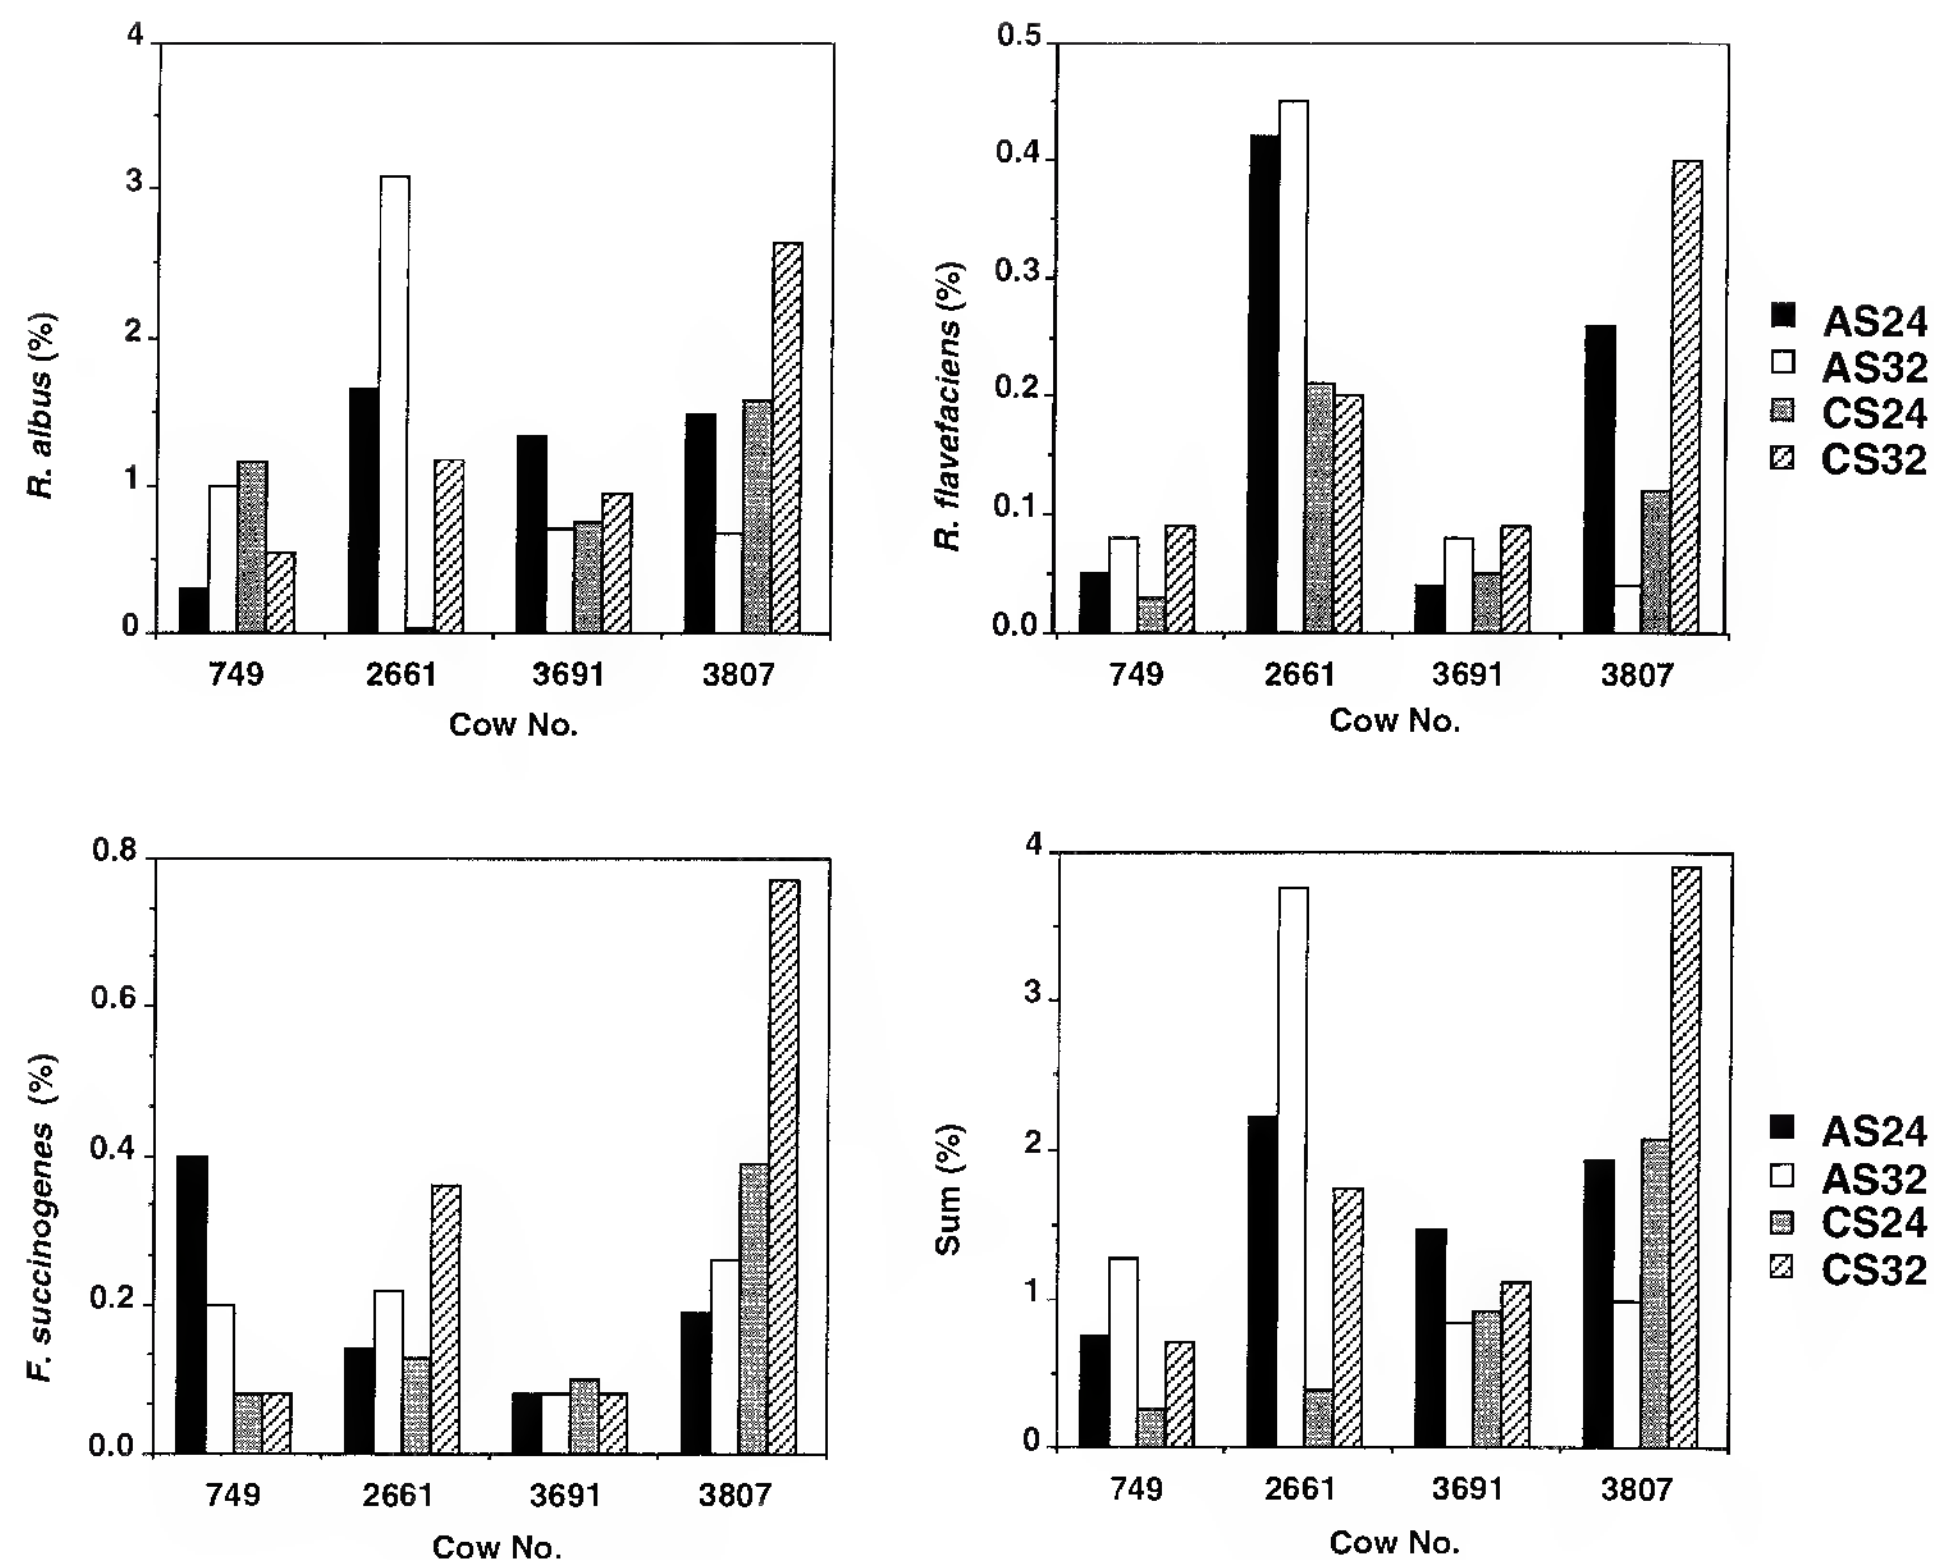 4
3
2
1
0
R. albus (%)
749 2661 3691 3807
Cow No.
0.5
0.4
0.3
0.2
0.1
0.0
R. flavefaciens (%)
749 2661 3691 3807
Cow No.
AS24
AS32
CS24
CS32
0.8
0.6
0.4
0.2
0.0
F. succinogenes (%)
749 2661 3691 3807
Cow No.
4
3
2
1
0
Sum (%)
749 2661 3691 3807
Cow No.
AS24
AS32
CS24
CS32